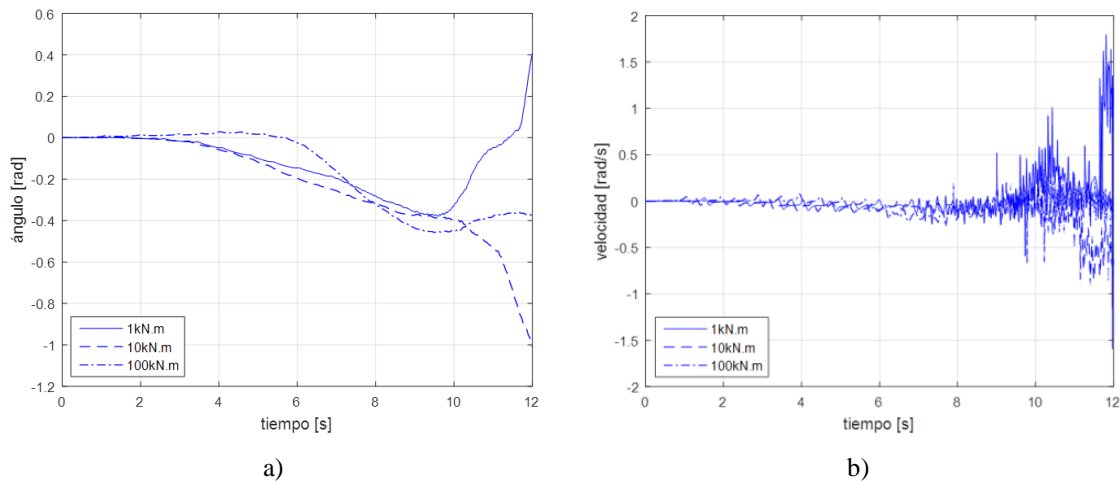 0.6
0.4
0.2
0
-0.2
-0.4
-0.6
-0.8
-1
-1.2
ángulo [rad]
1kN.m
10kN.m
100kN.m
0 2 4 6 8 10 12
tiempo [s]
a)
2
1.5
1
0.5
0
-0.5
-1
-1.5
-2
velocidad [rad/s]
1kN.m
10kN.m
100kN.m
0 2 4 6 8 10 12
tiempo [s]
b)